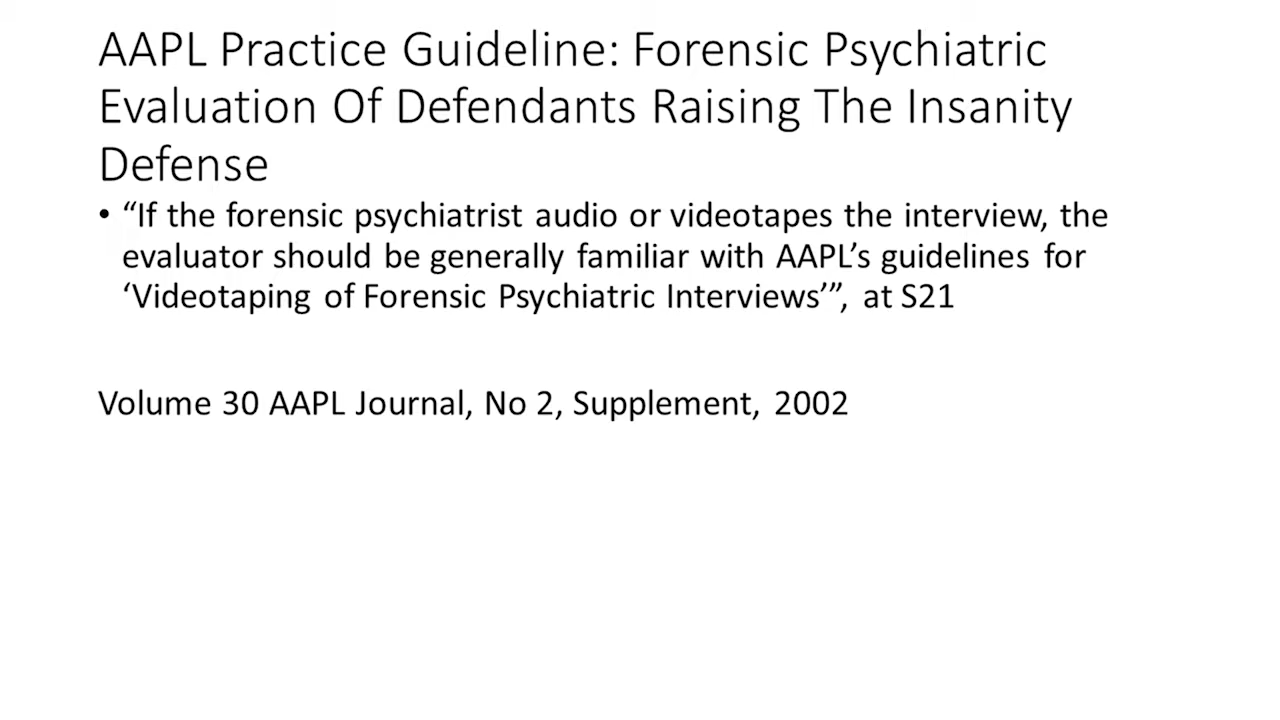 AAPL Practice Guideline: Forensic Psychiatric
Evaluation Of Defendants Raising The Insanity
Defense
• “If the forensic psychiatrist audio or videotapes the interview, the
evaluator should be generally familiar with AAPL’s guidelines for
‘Videotaping of Forensic Psychiatric Interviews’”, at S21
Volume 30 AAPL Journal, No 2, Supplement, 2002